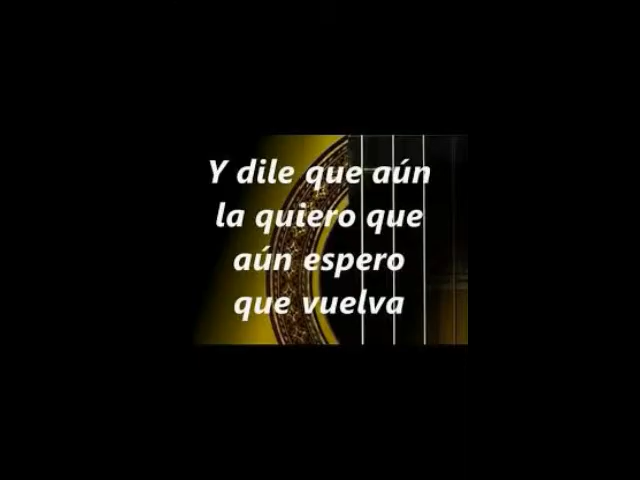 Y dile que aún
la quiero que
aún espero
que vuelva